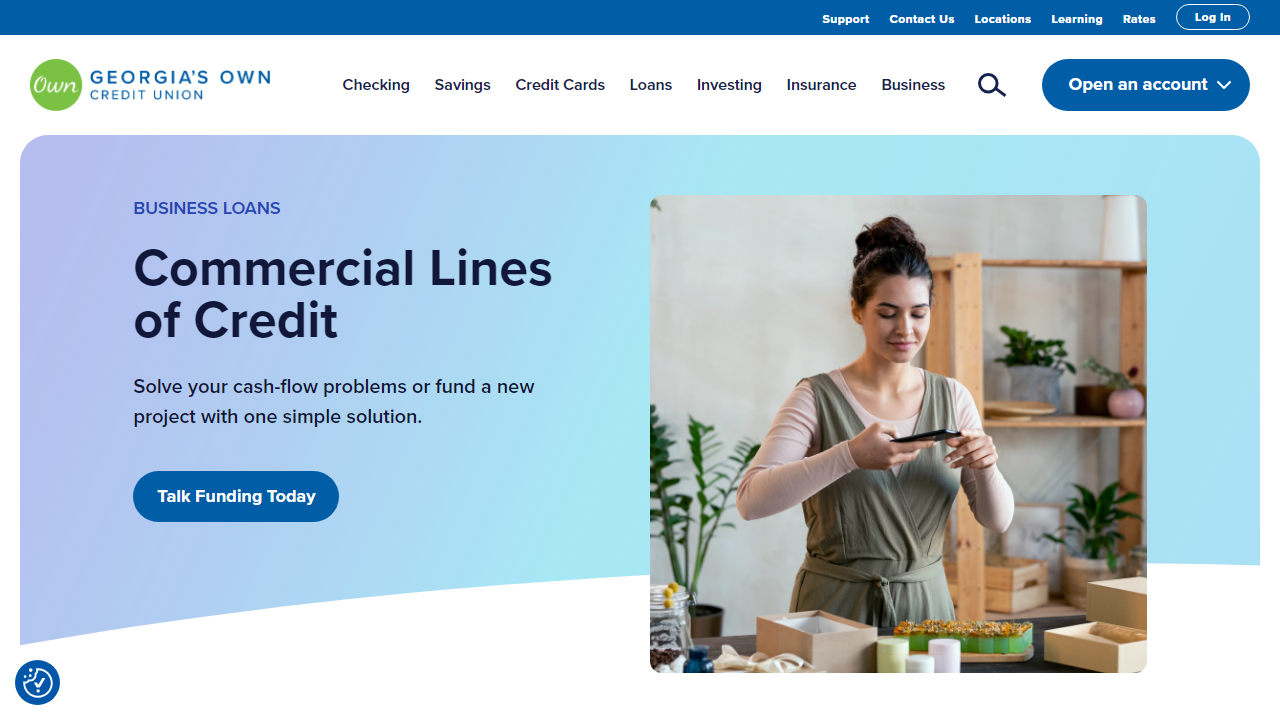 Support Contact Us Locations Learning Rates Log In
Own GEORGIA'S OWN
CREDIT UNION
Checking Savings Credit Cards Loans Investing Insurance Business Open an account
BUSINESS LOANS
Commercial Lines
of Credit
Solve your cash-flow problems or fund a new
project with one simple solution.
Talk Funding Today